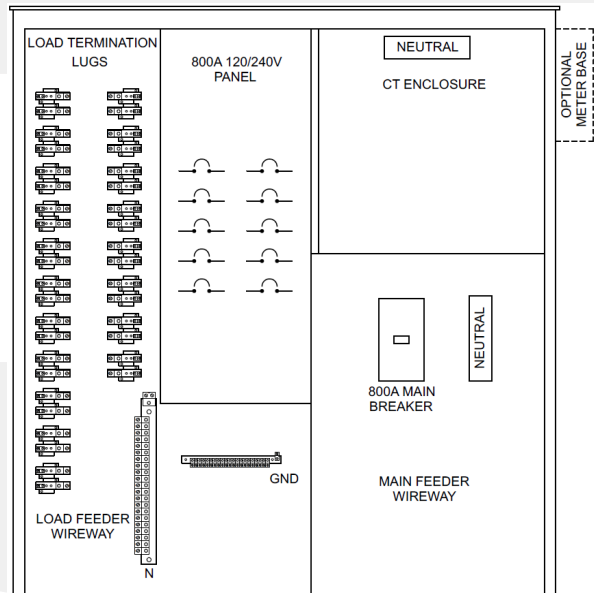 LOAD TERMINATION
LUGS
800A 120/240V
PANEL
NEUTRAL
CT ENCLOSURE
OPTIONAL
METER BASE
NEUTRAL
800A MAIN
BREAKER
GND
MAIN FEEDER
WIREWAY
LOAD FEEDER
WIREWAY
N